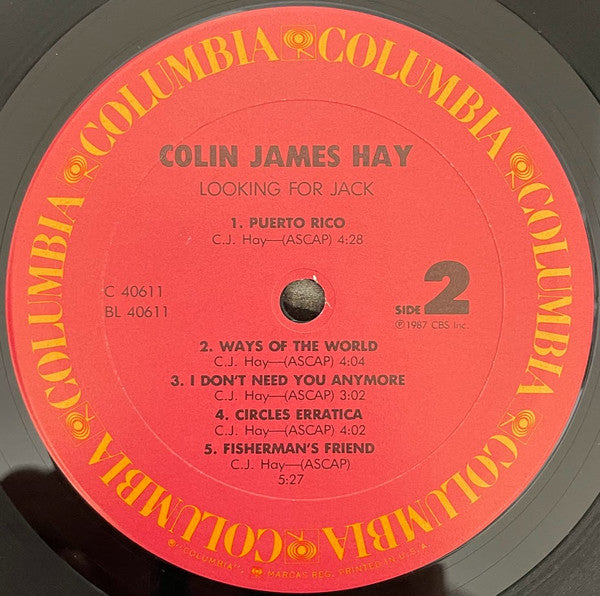 COLUMBIA COLUMBIA COLUMBIA COLUMBIA COLUMBIA COLUMBIA
COLIN JAMES HAY
LOOKING FOR JACK
1. PUERTO RICO
C.J. Hay—(ASCAP) 4:28
C 40611
BL 40611
SIDE 2
℗1987 CBS Inc.
2. WAYS OF THE WORLD
C.J. Hay—(ASCAP) 4:04
3. I DON'T NEED YOU ANYMORE
C.J. Hay—(ASCAP) 3:02
4. CIRCLES ERRATICA
C.J. Hay—(ASCAP) 4:02
5. FISHERMAN'S FRIEND
C.J. Hay—(ASCAP)
5:27
"COLUMBIA", MARCAS REG. PRINTED IN U.S.A.